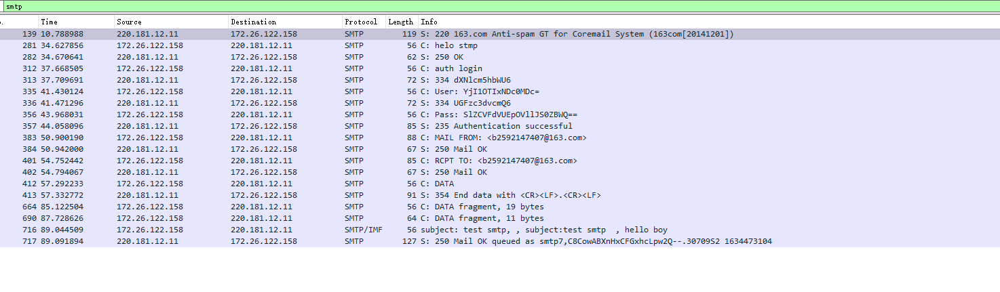 smtp
. Time Source Destination Protocol Length Info
139 10.788988 220.181.12.11 172.26.122.158 SMTP 119 S: 220 163.com Anti-spam GT for Coremail System (163com[20141201])
281 34.627856 172.26.122.158 220.181.12.11 SMTP 56 C: helo stmp
282 34.670641 220.181.12.11 172.26.122.158 SMTP 62 S: 250 OK
312 37.668505 172.26.122.158 220.181.12.11 SMTP 56 C: auth login
313 37.709691 220.181.12.11 172.26.122.158 SMTP 72 S: 334 dXNlcm5hbWU6
335 41.430124 172.26.122.158 220.181.12.11 SMTP 56 C: User: YjI1OTIxNDc0MDc=
336 41.471296 220.181.12.11 172.26.122.158 SMTP 72 S: 334 UGFzc3dvcmQ6
356 43.968031 172.26.122.158 220.181.12.11 SMTP 56 C: Pass: SlZCVFdVUEpOVllJS0ZBWQ==
357 44.058096 220.181.12.11 172.26.122.158 SMTP 85 S: 235 Authentication successful
383 50.900190 172.26.122.158 220.181.12.11 SMTP 88 C: MAIL FROM: <b2592147407@163.com>
384 50.942000 220.181.12.11 172.26.122.158 SMTP 67 S: 250 Mail OK
401 54.752442 172.26.122.158 220.181.12.11 SMTP 85 C: RCPT TO: <b2592147407@163.com>
402 54.794067 220.181.12.11 172.26.122.158 SMTP 67 S: 250 Mail OK
412 57.292233 172.26.122.158 220.181.12.11 SMTP 56 C: DATA
413 57.332772 220.181.12.11 172.26.122.158 SMTP 91 S: 354 End data with <CR><LF>.<CR><LF>
664 85.122504 172.26.122.158 220.181.12.11 SMTP 56 C: DATA fragment, 19 bytes
690 87.728626 172.26.122.158 220.181.12.11 SMTP 64 C: DATA fragment, 11 bytes
716 89.044509 172.26.122.158 220.181.12.11 SMTP/IMF 56 subject: test smtp, , subject:test smtp , hello boy
717 89.091894 220.181.12.11 172.26.122.158 SMTP 127 S: 250 Mail OK queued as smtp7,C8CowABXnHxCFGxhcLpw2Q--.30709S2 1634473104